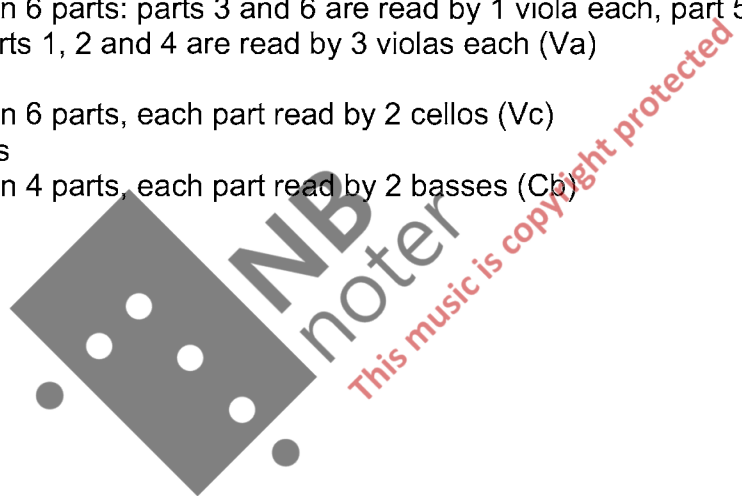 n 6 parts: parts 3 and 6 are read by 1 viola each, part 5
rts 1, 2 and 4 are read by 3 violas each (Va)
n 6 parts, each part read by 2 cellos (Vc)
s
n 4 parts, each part read by 2 basses (Cb)
NB
noter
This music is copyright protected